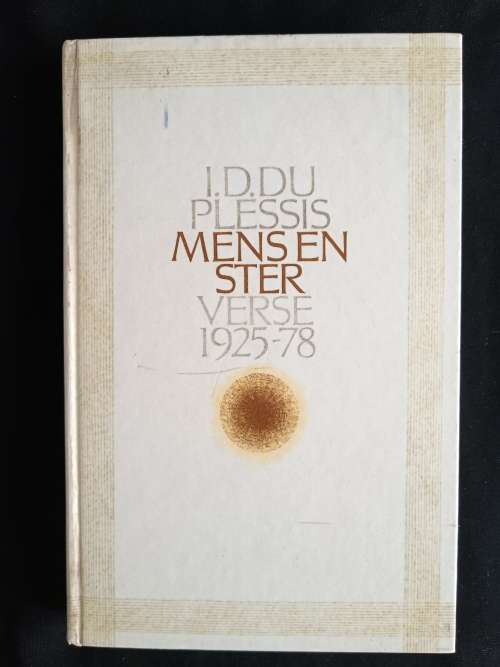 I.D.DU
PLESSIS
MENS EN
STER
VERSE
1925-78